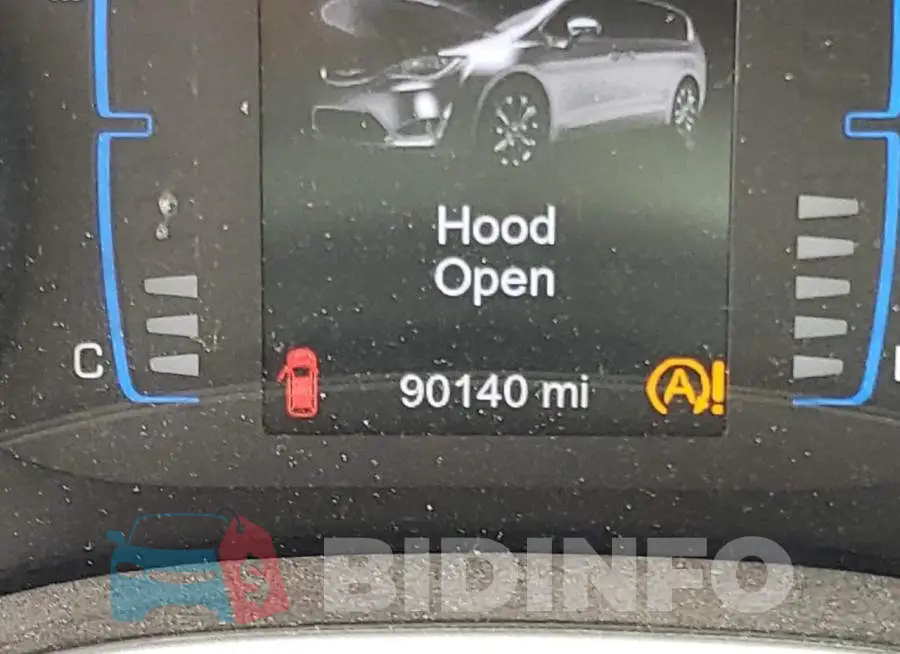 Hood
Open
C
90140 mi
A!
$ BIDINFO